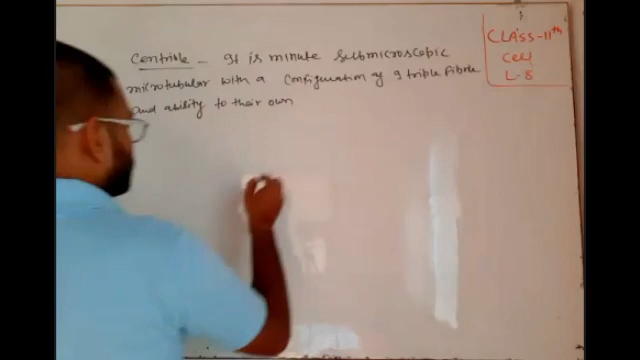 Centriole - It is minute submicroscopic
microtubular with a configuration of 9 triple fibrole
and ability to their own
CLASS-11th
Cell
L-8